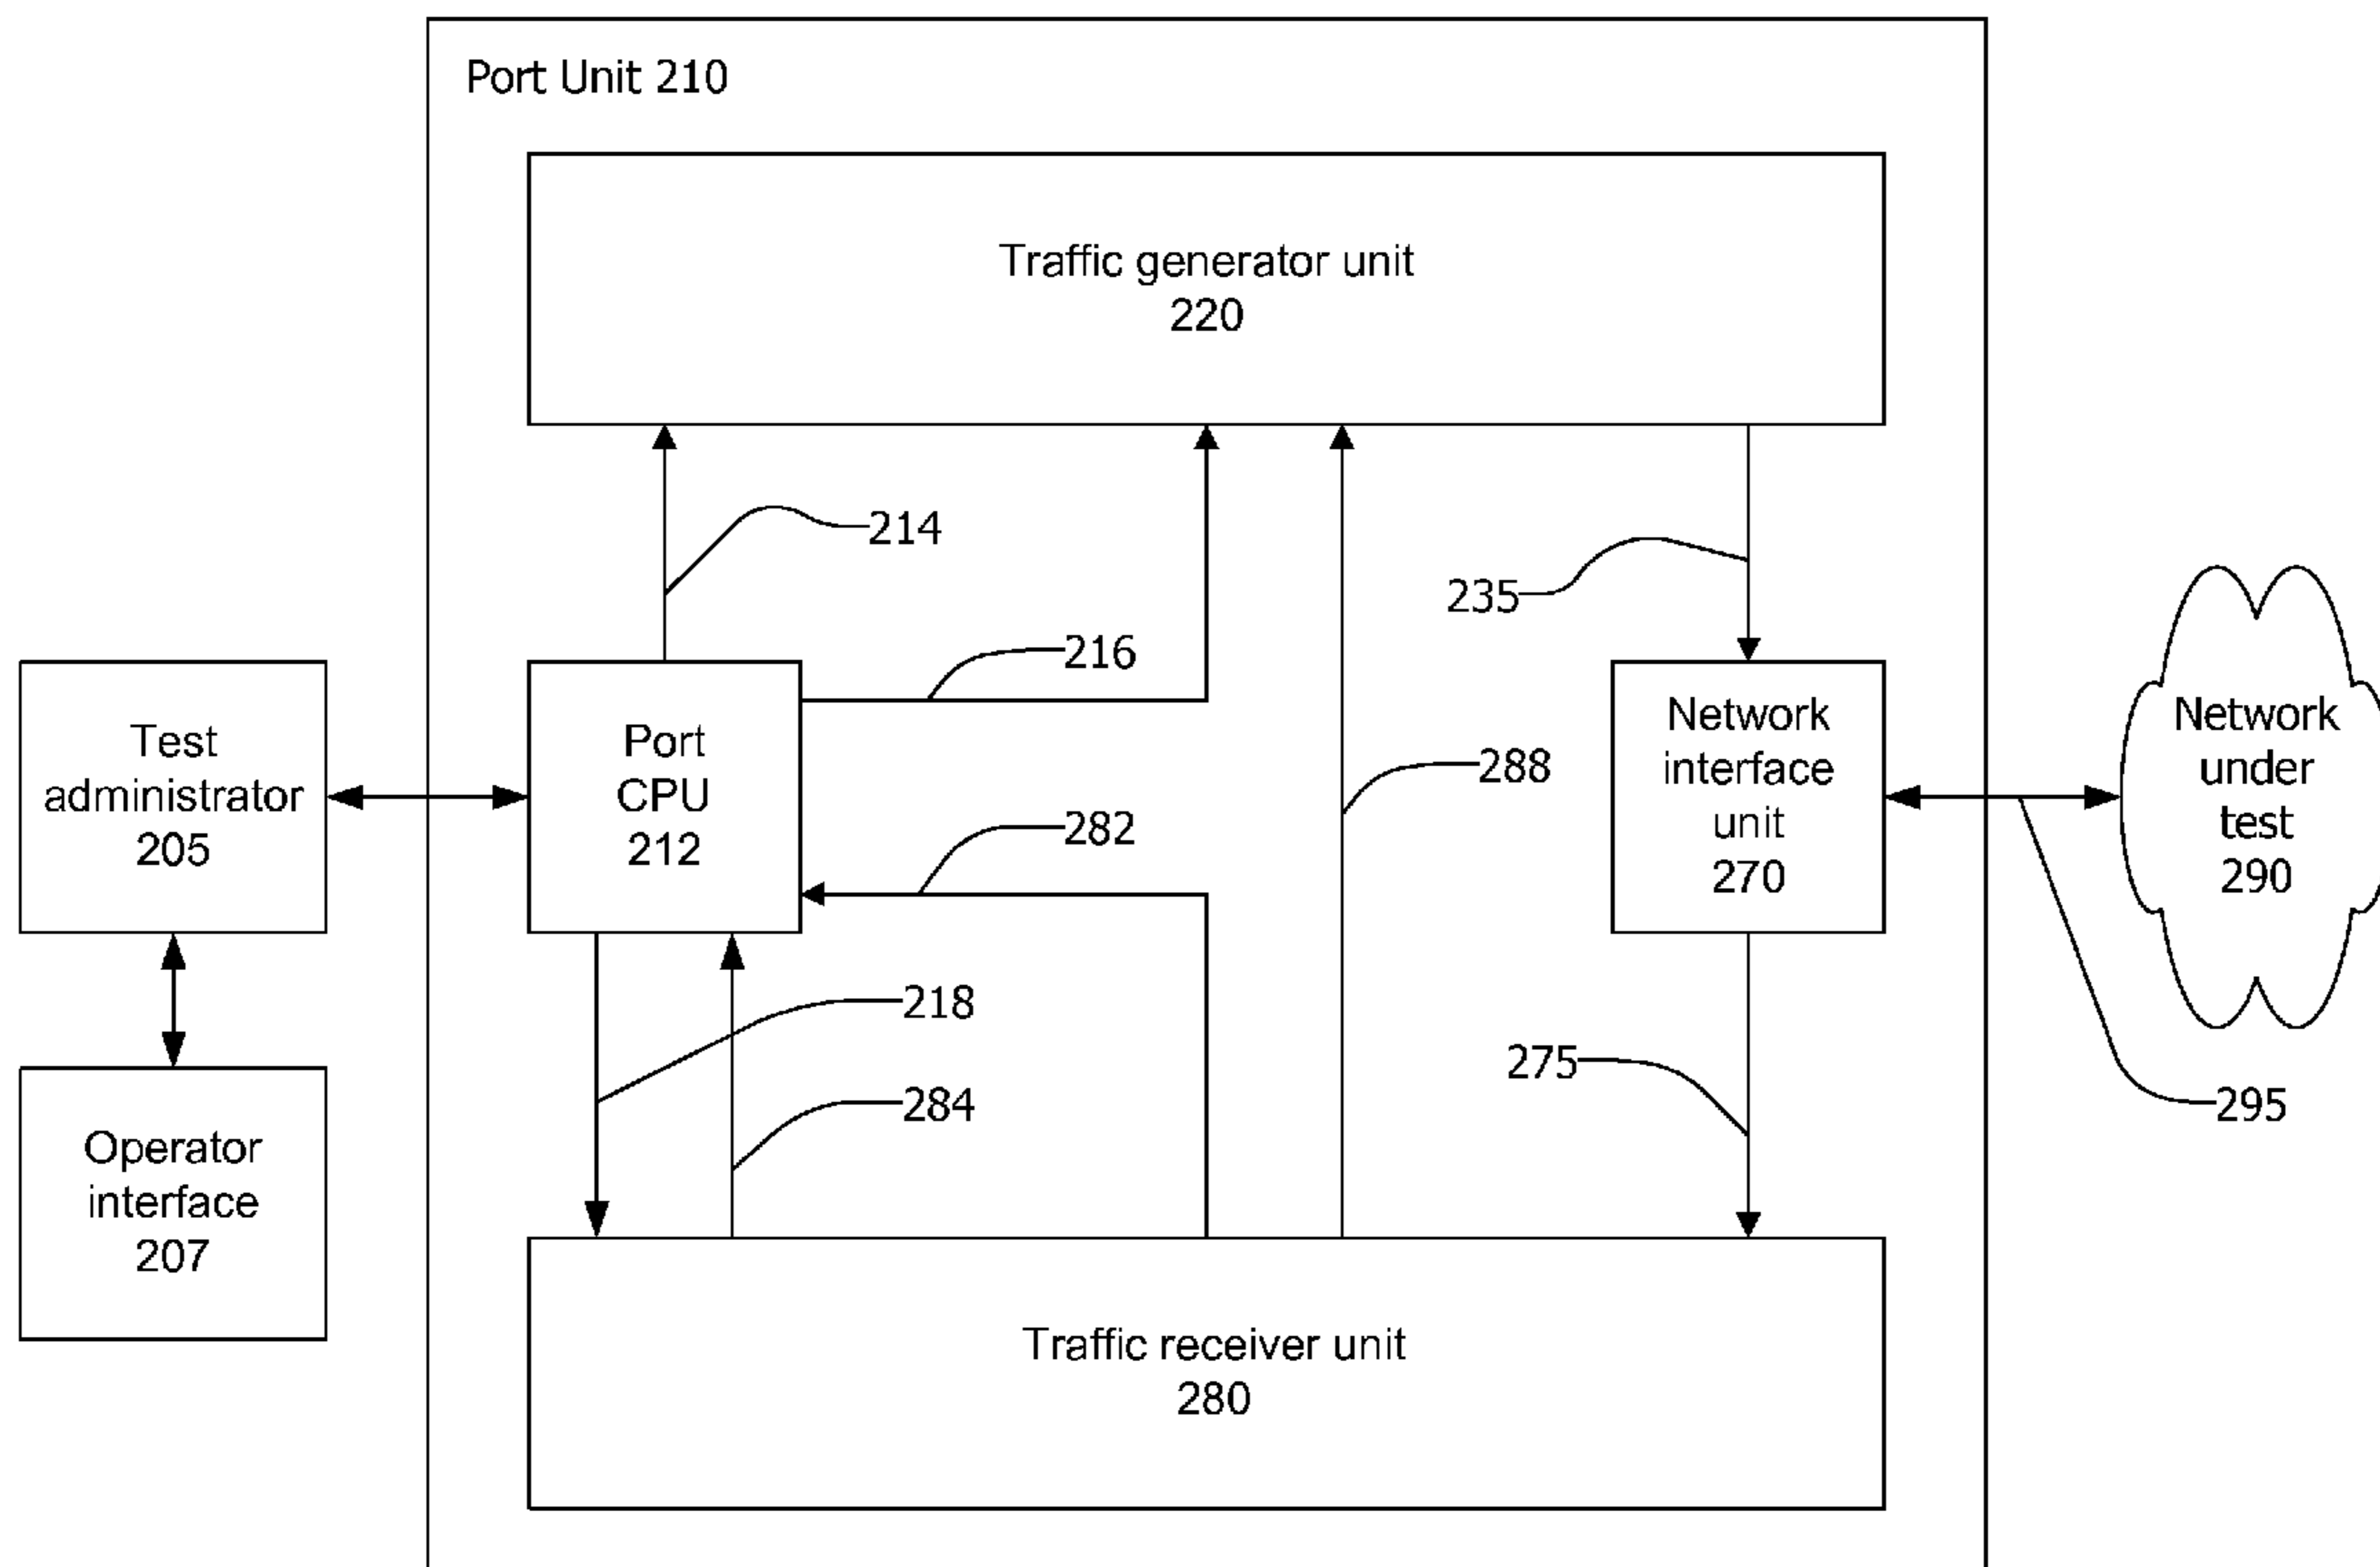 Port Unit 210
Traffic generator unit
220
214
235
216
Test
administrator
205
Port
CPU
212
288
282
Network
interface
unit
270
Network
under
test
290
218
284
275
295
Operator
interface
207
Traffic receiver unit
280